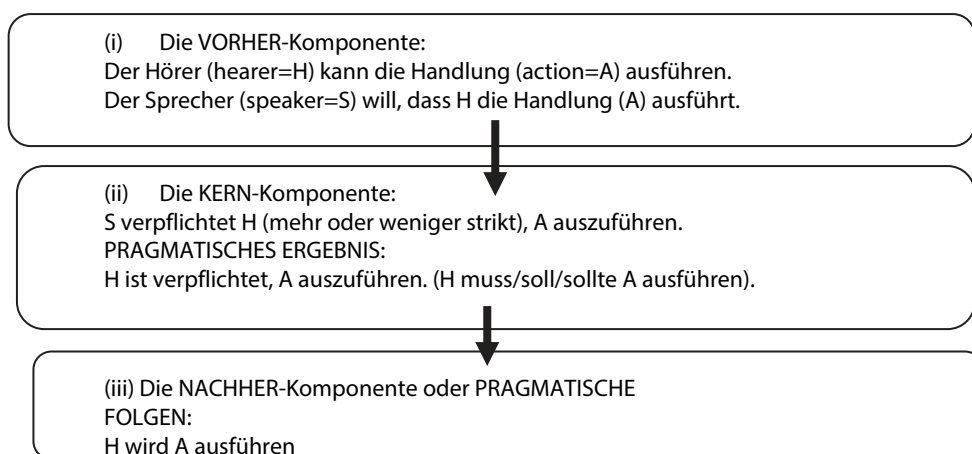 (i) Die VORHER-Komponente:
Der Hörer (hearer=H) kann die Handlung (action=A) ausführen.
Der Sprecher (speaker=S) will, dass H die Handlung (A) ausführt.
(ii) Die KERN-Komponente:
S verpflichtet H (mehr oder weniger strikt), A auszuführen.
PRAGMATISCHES ERGEBNIS:
H ist verpflichtet, A auszuführen. (H muss/soll/sollte A ausführen).
(iii) Die NACHHER-Komponente oder PRAGMATISCHE
FOLGEN:
H wird A ausführen